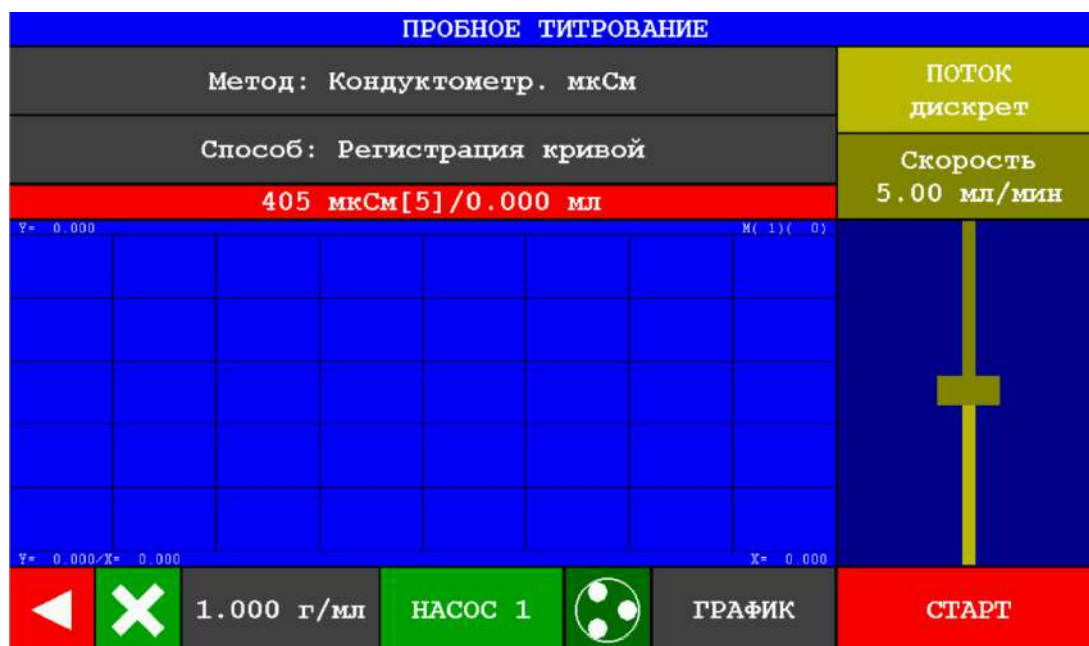 ПРОБНОЕ ТИТРОВАНИЕ
Метод: Кондуктометр. мкСм
ПОТОК
дискрет
Способ: Регистрация кривой
Скорость
5.00 мл/мин
405 мкСм[5]/0.000 мл
Y= 0.000
M( 1)( 0)
Y= 0.000/X= 0.000
X= 0.000
1.000 г/мл
НАСОС 1
ГРАФИК
СТАРТ